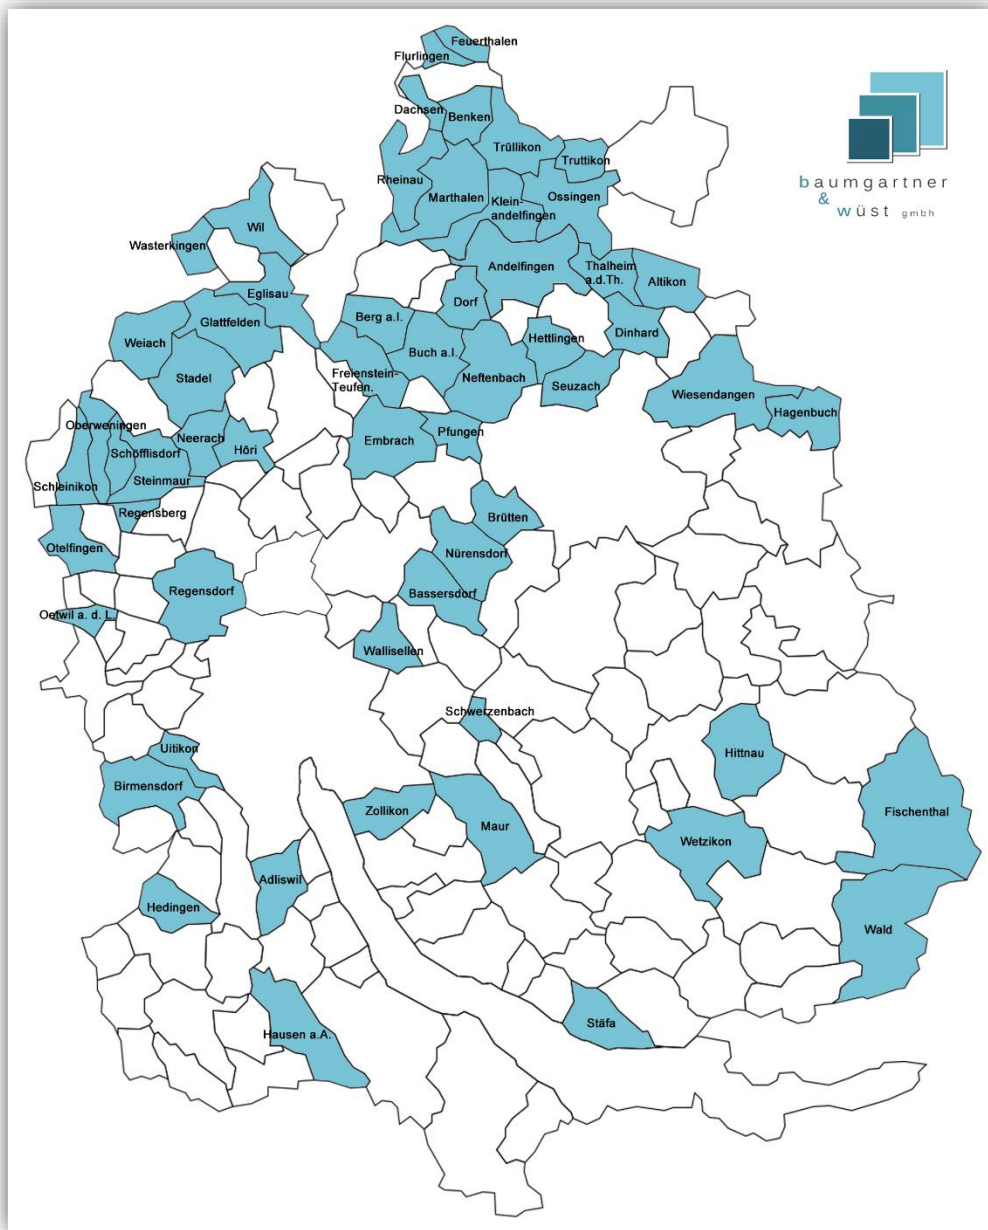 Feuerthalen
Flurlingen
Dachsen
Benken
Trüllikon
Truttikon
Rheinau
Marthalen
Klein-
andelfingen
Ossingen
baumgartner
&
wüst gmbh
Wil
Wasterkingen
Andelfingen
Thalheim
a.d.Th.
Altikon
Eglisau
Dorf
Glattfelden
Berg a.I.
Weiach
Buch a.I.
Hettlingen
Dinhard
Stadel
Freienstein-
Teufen.
Neftenbach
Seuzach
Wiesendangen
Hagenbuch
Oberweningen
Neerach
Embrach
Pfungen
Schöfflisdorf
Höri
Schleinikon
Steinmaur
Regensberg
Brütten
Otelfingen
Nürensdorf
Regensdorf
Bassersdorf
Oetwil a. d. L.
Wallisellen
Schwerzenbach
Uitikon
Hittnau
Birmensdorf
Zollikon
Maur
Fischenthal
Wetzikon
Adliswil
Hedingen
Wald
Stäfa
Hausen a.A.